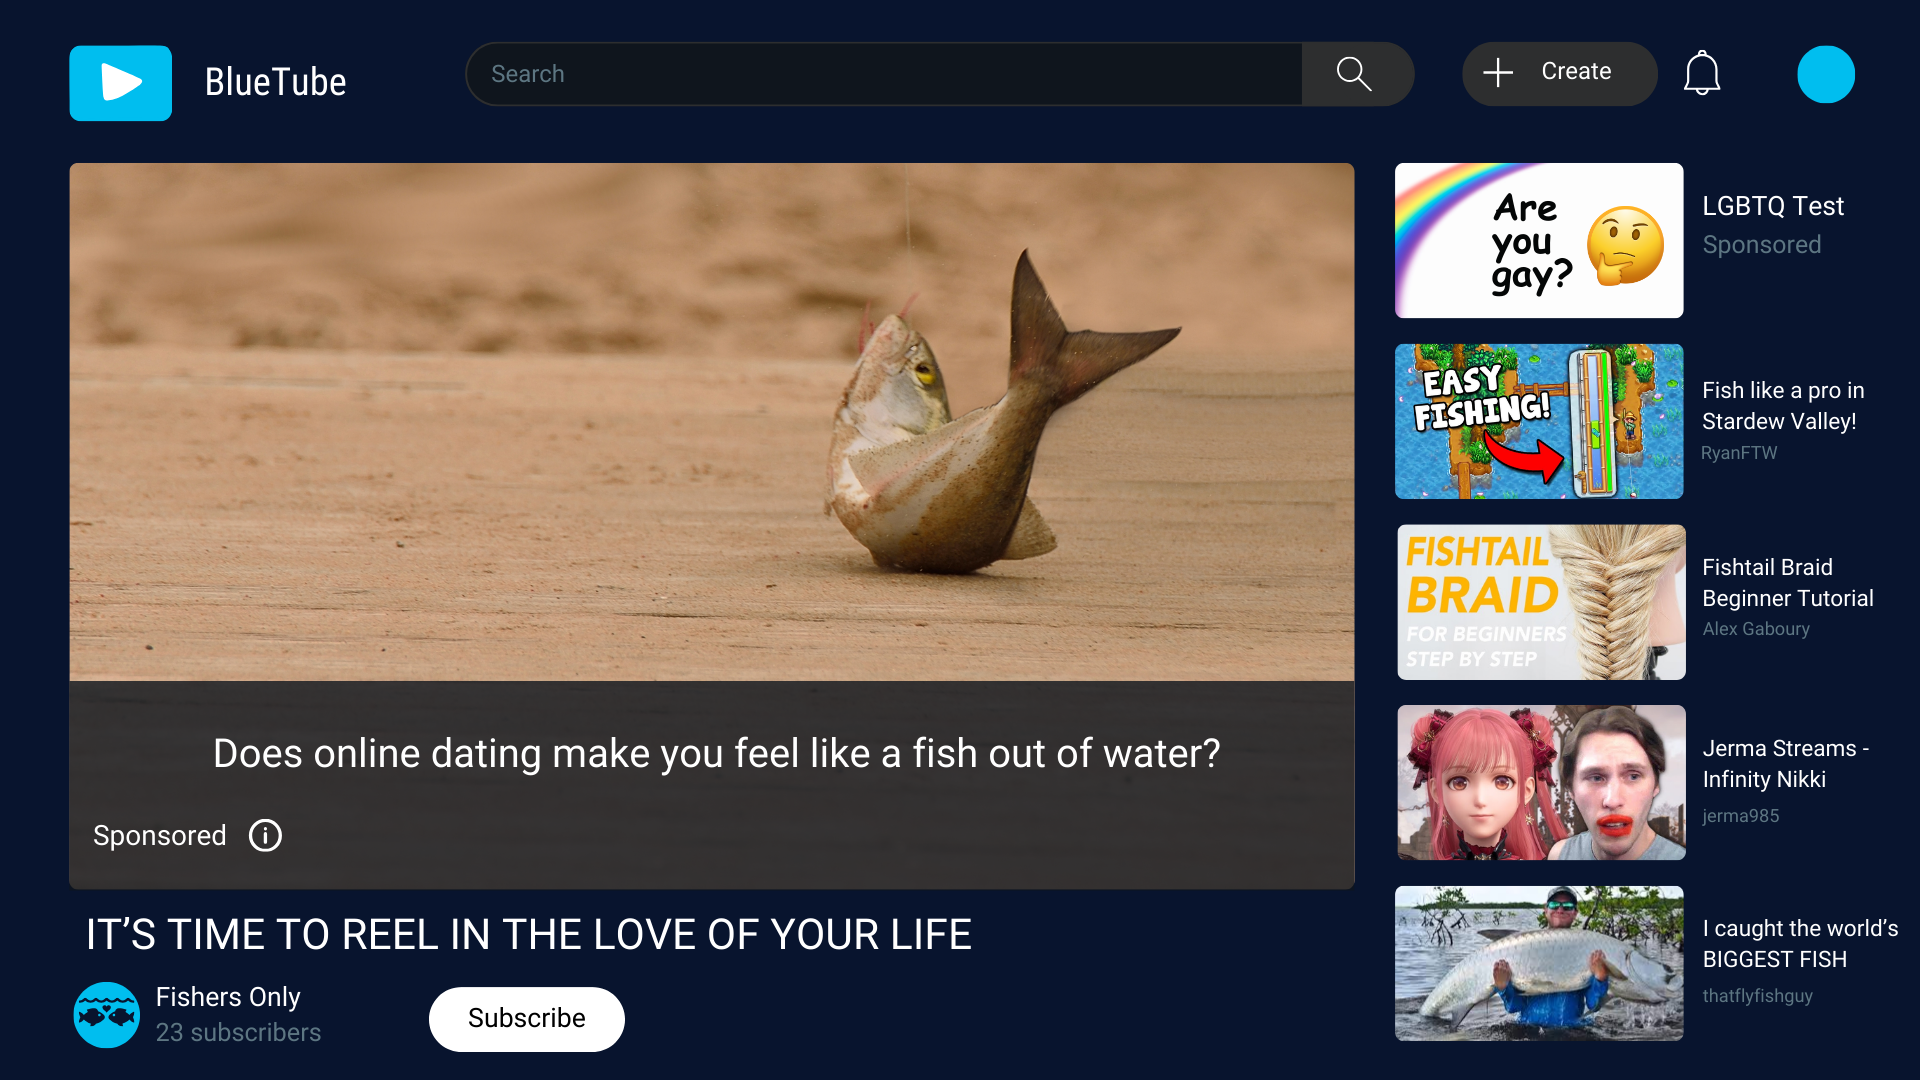 BlueTube
Search
Create
Does online dating make you feel like a fish out of water?
Sponsored
IT’S TIME TO REEL IN THE LOVE OF YOUR LIFE
Fishers Only
23 subscribers
Subscribe
Are
you
gay?
LGBTQ Test
Sponsored
EASY
FISHING!
Fish like a pro in
Stardew Valley!
RyanFTW
FISHTAIL
BRAID
FOR BEGINNERS
STEP BY STEP
Fishtail Braid
Beginner Tutorial
Alex Gaboury
Jerma Streams -
Infinity Nikki
jerma985
I caught the world’s
BIGGEST FISH
thatflyfishguy